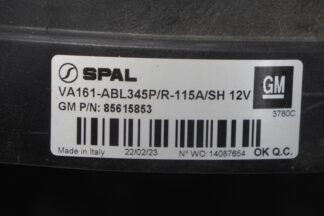 SPAL
VA161-ABL345P/R-115A/SH 12V
GM P/N: 85615853
GM
3780C
Made in Italy 22/02/23 N° WO: 14087654 OK Q.C.